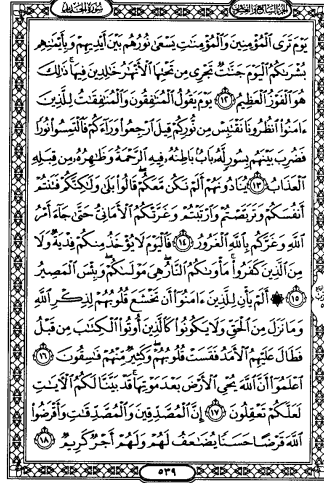 الجزء السابع والعشرون سورة الحديد
يَوْمَ تَرَى ٱلْمُؤْمِنِينَ وَٱلْمُؤْمِنَٰتِ يَسْعَىٰ نُورُهُم بَيْنَ أَيْدِيهِمْ وَبِأَيْمَٰنِهِم
بُشْرَىٰكُمُ ٱلْيَوْمَ جَنَّٰتٌ تَجْرِى مِن تَحْتِهَا ٱلْأَنْهَٰرُ خَٰلِدِينَ فِيهَا ذَٰلِكَ
هُوَ ٱلْفَوْزُ ٱلْعَظِيمُ ١٢ يَوْمَ يَقُولُ ٱلْمُنَٰفِقُونَ وَٱلْمُنَٰفِقَٰتُ لِلَّذِينَ
ءَامَنُوا۟ ٱنظُرُونَا نَقْتَبِسْ مِن نُّورِكُمْ قِيلَ ٱرْجِعُوا۟ وَرَآءَكُمْ فَٱلْتَمِسُوا۟ نُورًا
فَضُرِبَ بَيْنَهُم بِسُورٍ لَّهُۥ بَابٌۢ بَاطِنُهُۥ فِيهِ ٱلرَّحْمَةُ وَظَٰهِرُهُۥ مِن قِبَلِهِ
ٱلْعَذَابُ ١٣ يُنَادُونَهُمْ أَلَمْ نَكُن مَّعَكُمْ قَالُوا۟ بَلَىٰ وَلَٰكِنَّكُمْ فَتَنتُمْ
أَنفُسَكُمْ وَتَرَبَّصْتُمْ وَٱرْتَبْتُمْ وَغَرَّتْكُمُ ٱلْأَمَانِىُّ حَتَّىٰ جَآءَ أَمْرُ
ٱللَّهِ وَغَرَّكُم بِٱللَّهِ ٱلْغَرُورُ ١٤ فَٱلْيَوْمَ لَا يُؤْخَذُ مِنكُمْ فِدْيَةٌ وَلَا
مِنَ ٱلَّذِينَ كَفَرُوا۟ مَأْوَىٰكُمُ ٱلنَّارُ هِىَ مَوْلَىٰكُمْ وَبِئْسَ ٱلْمَصِيرُ
١٥ ۞ أَلَمْ يَأْنِ لِلَّذِينَ ءَامَنُوٓا۟ أَن تَخْشَعَ قُلُوبُهُمْ لِذِكْرِ ٱللَّهِ
وَمَا نَزَلَ مِنَ ٱلْحَقِّ وَلَا يَكُونُوا۟ كَٱلَّذِينَ أُوتُوا۟ ٱلْكِتَٰبَ مِن قَبْلُ
فَطَالَ عَلَيْهِمُ ٱلْأَمَدُ فَقَسَتْ قُلُوبُهُمْ وَكَثِيرٌ مِّنْهُمْ فَٰسِقُونَ ١٦
ٱعْلَمُوٓا۟ أَنَّ ٱللَّهَ يُحْىِ ٱلْأَرْضَ بَعْدَ مَوْتِهَا قَدْ بَيَّنَّا لَكُمُ ٱلْءَايَٰتِ
لَعَلَّكُمْ تَعْقِلُونَ ١٧ إِنَّ ٱلْمُصَّدِّقِينَ وَٱلْمُصَّدِّقَٰتِ وَأَقْرَضُوا۟
ٱللَّهَ قَرْضًا حَسَنًا يُضَٰعَفُ لَهُمْ وَلَهُمْ أَجْرٌ كَرِيمٌ ١٨
٥٣٩